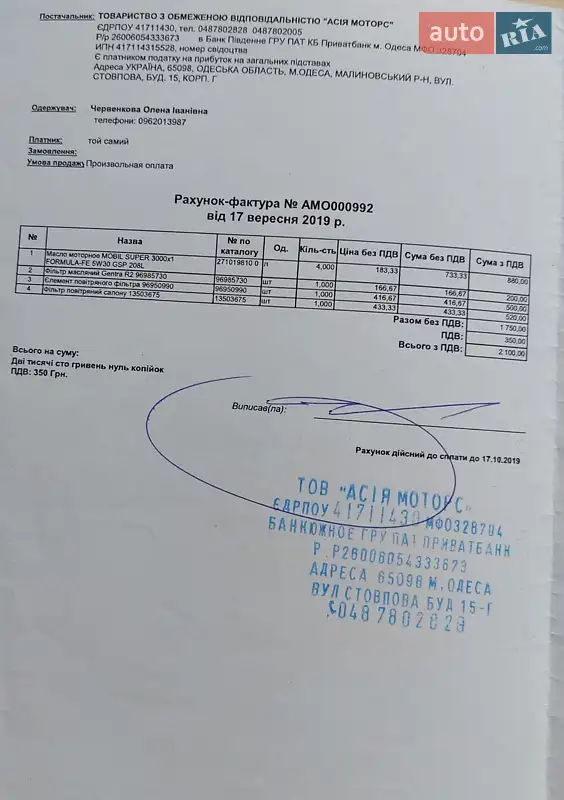 auto RIA .com
Постачальник: ТОВАРИСТВО З ОБМЕЖЕНОЮ ВІДПОВІДАЛЬНІСТЮ "АСІЯ МОТОРС"
ЄДРПОУ 41711430, тел. 0487802828 0487802005
Р/р 26006054333673 в Банк Південне ГРУ ПАТ КБ Приватбанк м. Одеса МФО 328704
ИПН 417114315528, номер свідоцтва
Є платником податку на прибуток на загальних підставах
Адреса УКРАЇНА, 65098, ОДЕСЬКА ОБЛАСТЬ, М.ОДЕСА, МАЛИНОВСЬКИЙ Р-Н, ВУЛ.
СТОВПОВА, БУД. 15, КОРП. Г
Одержувач: Червенкова Олена Іванівна
телефони: 0962013987
Платник: той самий
Замовлення:
Умова продажу Произвольная оплата
Рахунок-фактура № АМО000992
від 17 вересня 2019 р.
№ Назва № по каталогу Од. Кіль-сть Ціна без ПДВ Сума без ПДВ Сума з ПДВ
1 Масло моторное MOBIL SUPER 3000x1 FORMULA-FE 5W30 GSP 208L 271019810 0 л 4,000 183,33 733,33 880,00
2 Фільтр масляний Gentra R2 96985730 96985730 шт 1,000 166,67 166,67 200,00
3 Елемент повітряного фільтра 96950990 96950990 шт 1,000 416,67 416,67 500,00
4 Фільтр повітряний салону 13503675 13503675 шт 1,000 433,33 433,33 520,00
Разом без ПДВ: 1 750,00
ПДВ: 350,00
Всього з ПДВ: 2 100,00
Всього на суму:
Дві тисячі сто гривень нуль копійок
ПДВ: 350 Грн.
Виписав(ла):
Рахунок дійсний до сплати до 17.10.2019
ТОВ "АСІЯ МОТОРС"
ЄДРПОУ 41711430 МФО328704
БАНКЮЖНОЕ ГРУ ПАТ ПРИВАТБАНК
Р.Р26006054333673
АДРЕСА 65098 М.ОДЕСА
ВУЛ СТОВПОВА БУД 15-Г
0487802828